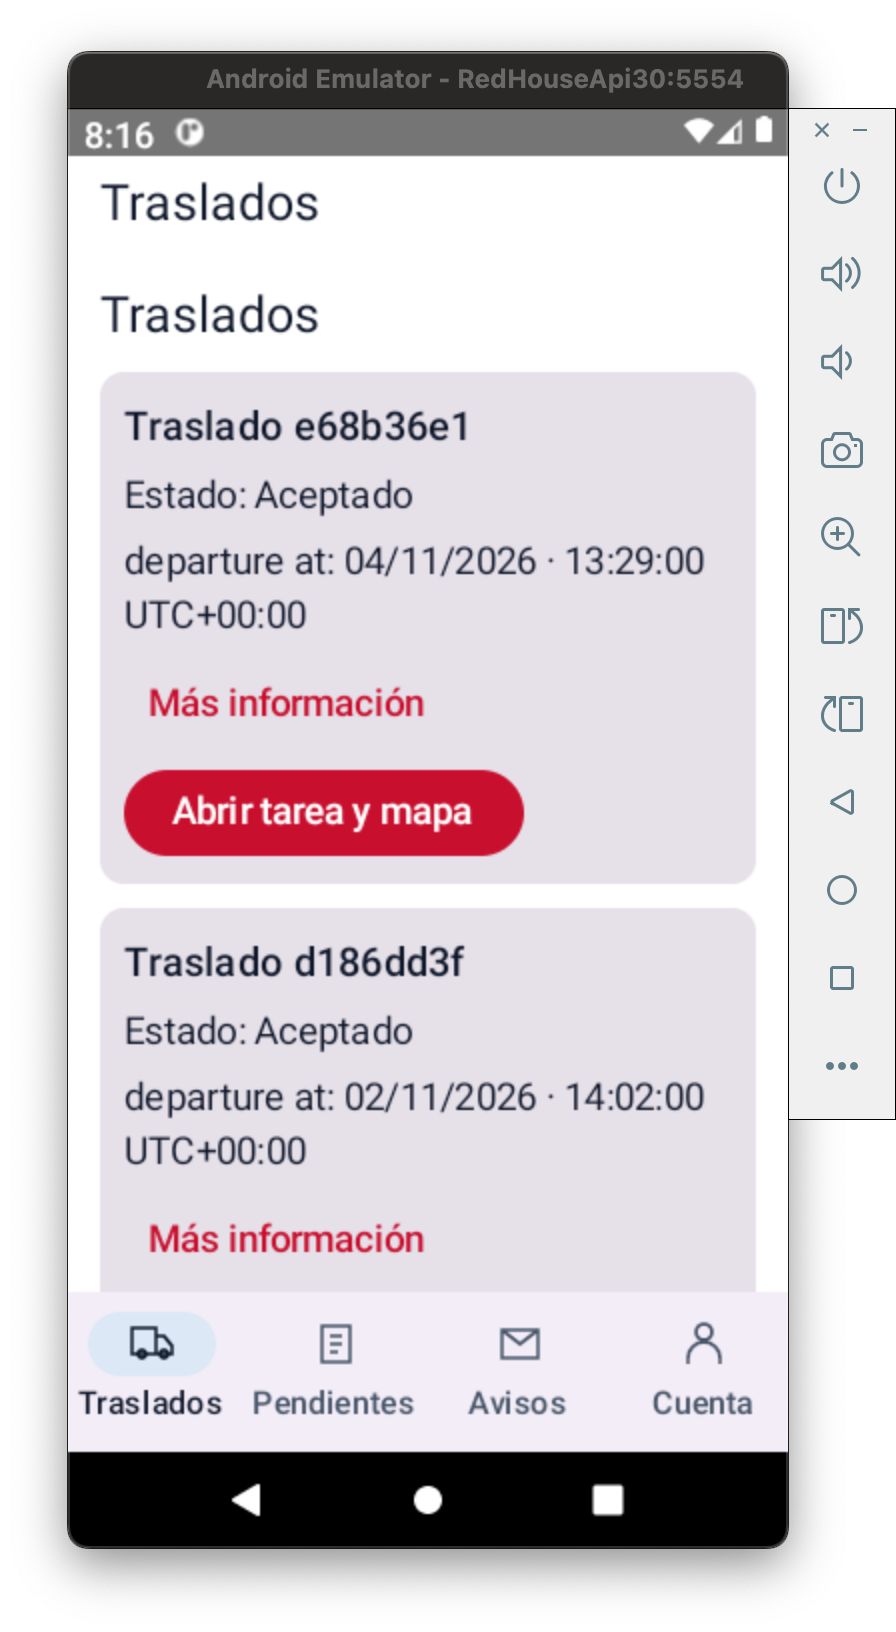 Android Emulator - RedHouseApi30:5554
8:16
Traslados
Traslados
Traslado e68b36e1
Estado: Aceptado
departure at: 04/11/2026 · 13:29:00
UTC+00:00
Más información
Abrir tarea y mapa
Traslado d186dd3f
Estado: Aceptado
departure at: 02/11/2026 · 14:02:00
UTC+00:00
Más información
Traslados
Pendientes
Avisos
Cuenta